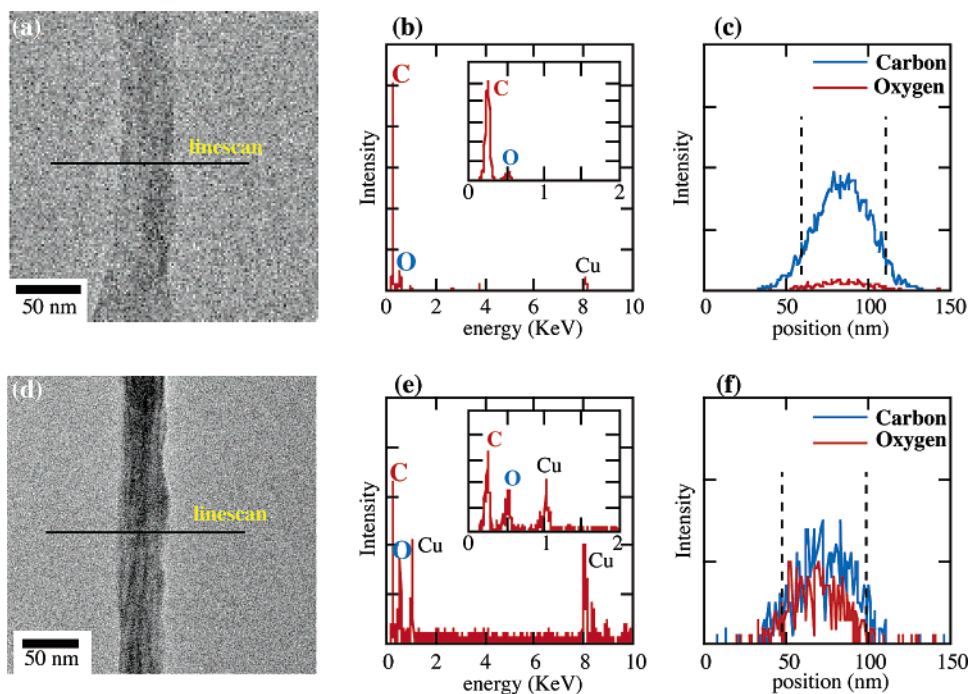 (a)
linescan
50 nm
(b)
Intensity
C
O
Cu
C
O
0 1 2
0 2 4 6 8 10
energy (KeV)
(c)
Intensity
Carbon
Oxygen
0 50 100 150
position (nm)
(d)
linescan
50 nm
(e)
Intensity
C
O
Cu
Cu
C
O
Cu
0 1 2
0 2 4 6 8 10
energy (KeV)
(f)
Intensity
Carbon
Oxygen
0 50 100 150
position (nm)